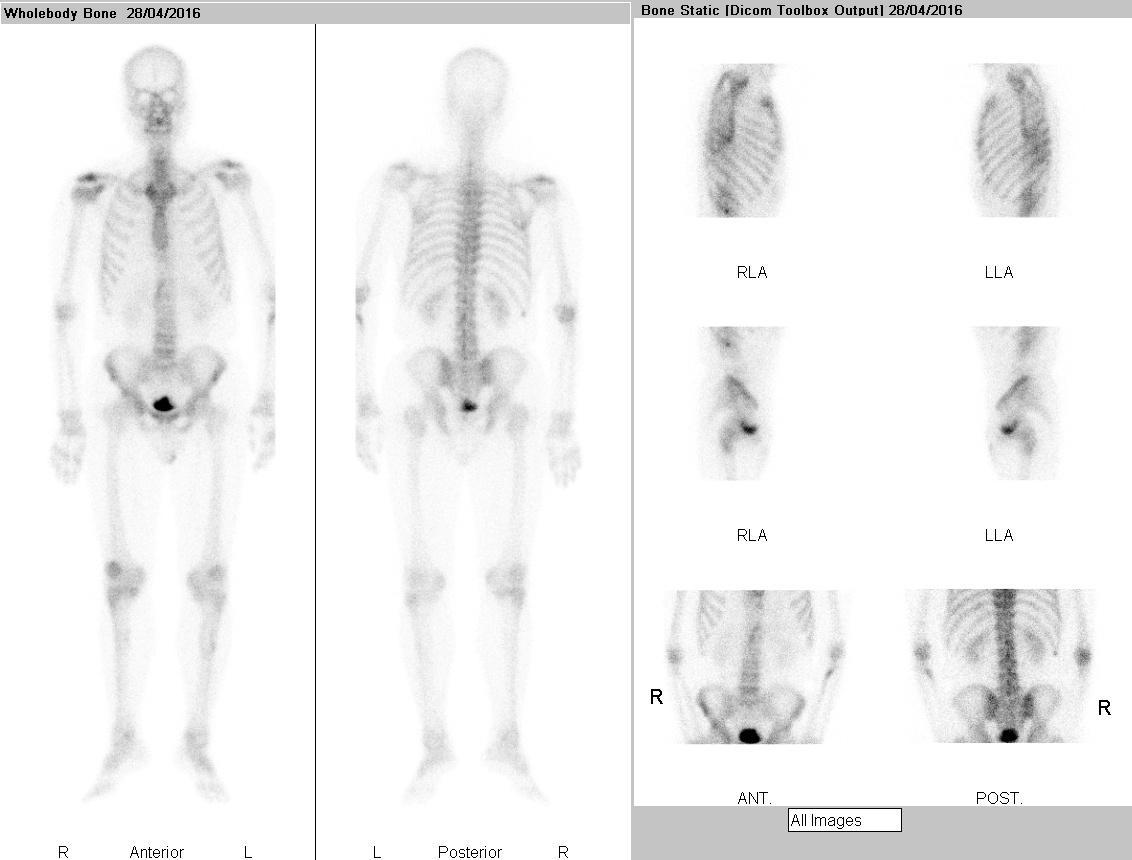 Wholebody Bone 28/04/2016
R Anterior L
L Posterior R
Bone Static [Dicom Toolbox Output] 28/04/2016
RLA LLA
RLA LLA
R R
ANT. POST.
All Images